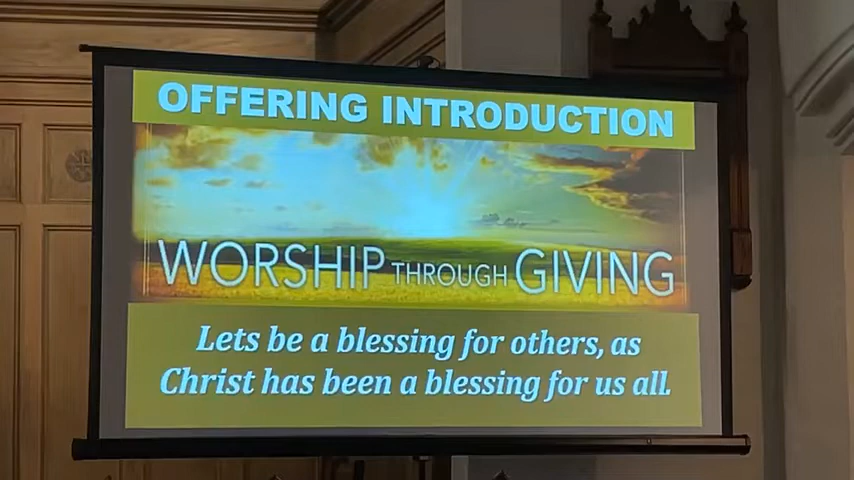 OFFERING INTRODUCTION
WORSHIP THROUGH GIVING
Lets be a blessing for others, as
Christ has been a blessing for us all.